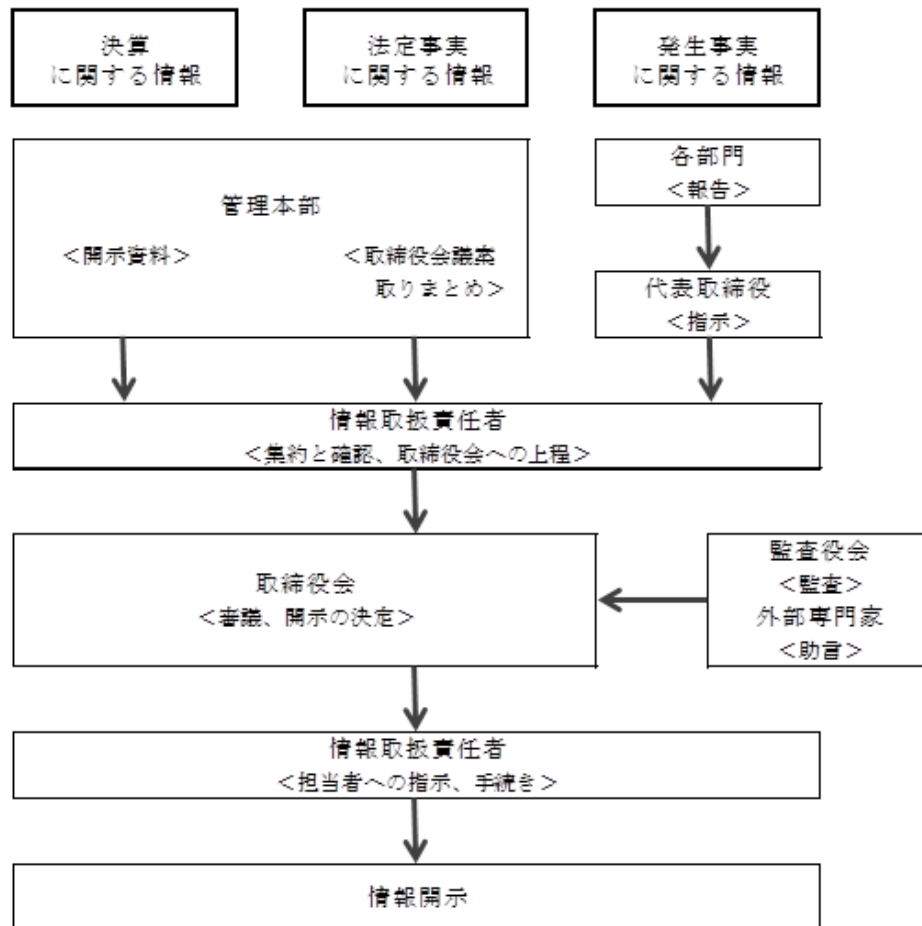 決算
に関する情報
法定事実
に関する情報
発生事実
に関する情報
管理本部
＜開示資料＞
＜取締役会議案
取りまとめ＞
各部門
＜報告＞
代表取締役
＜指示＞
情報取扱責任者
＜集約と確認、取締役会への上程＞
取締役会
＜審議、開示の決定＞
監査役会
＜監査＞
外部専門家
＜助言＞
情報取扱責任者
＜担当者への指示、手続き＞
情報開示